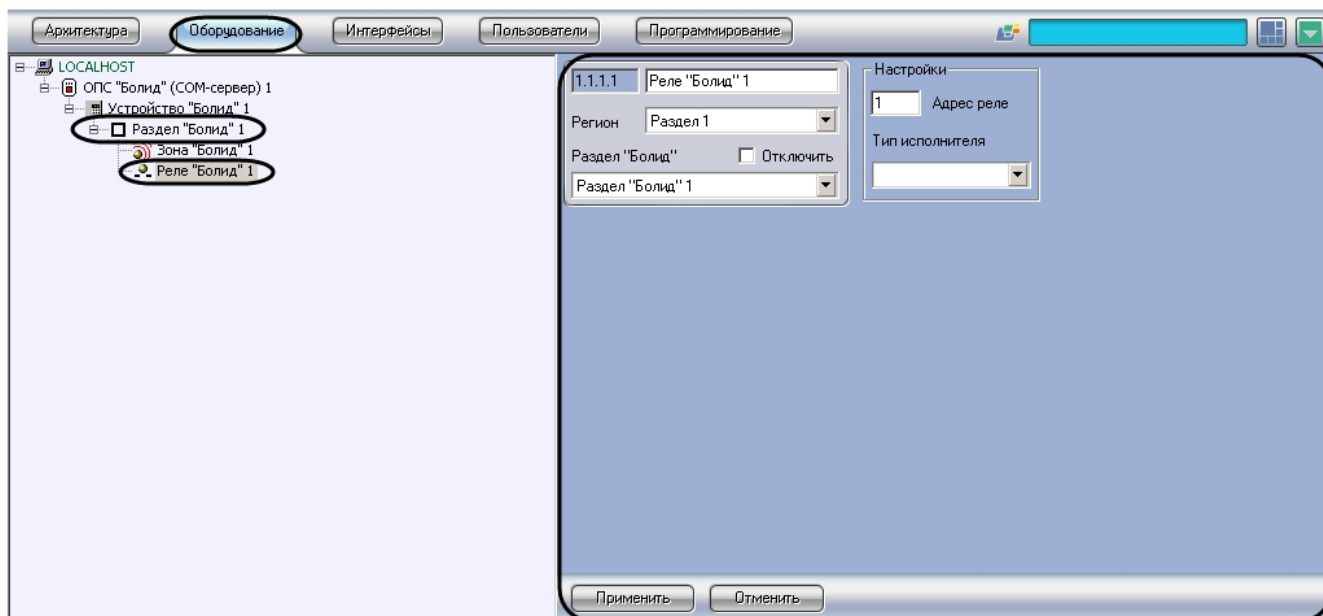 Архитектура Оборудование Интерфейсы Пользователи Программирование
LOCALHOST
ОПС "Болид" (COM-сервер) 1
Устройство "Болид" 1
Раздел "Болид" 1
Зона "Болид" 1
Реле "Болид" 1
1.1.1.1 Реле "Болид" 1
Регион Раздел 1
Раздел "Болид" Отключить
Раздел "Болид" 1
Настройки
1 Адрес реле
Тип исполнителя
Применить Отменить